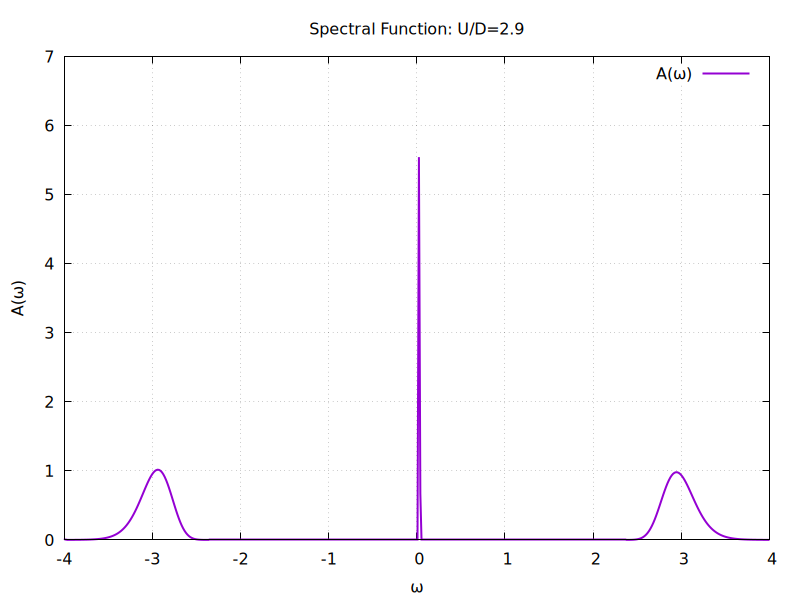 Spectral Function: U/D=2.9
A(ω)
7
6
5
4
3
2
1
0
A(ω)
-4 -3 -2 -1 0 1 2 3 4
ω